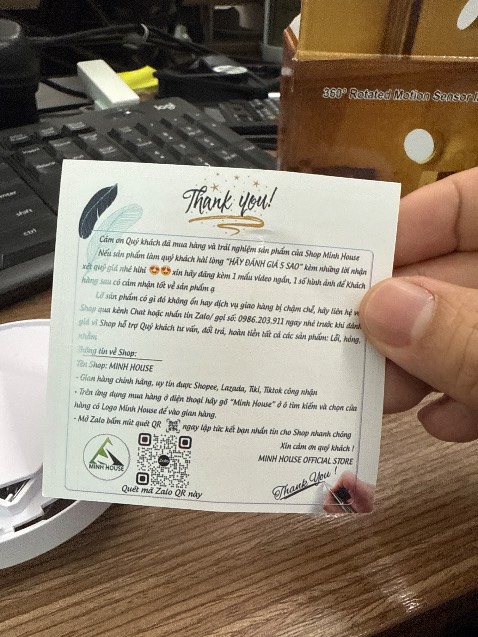 360° Rotated Motion Sensor
logi
enter
shift
ctrl
Thank you!
Cảm ơn Quý khách đã mua hàng và trải nghiệm sản phẩm của Shop Minh House
Nếu sản phẩm làm quý khách hài lòng "HÃY ĐÁNH GIÁ 5 SAO" kèm những lời nhận
xét quý giá nhé hihi 😍😍 xin hãy đăng kèm 1 mẩu video ngắn, 1 số hình ảnh để Khách
hàng sau có cảm nhận tốt về sản phẩm ạ
Lỡ sản phẩm có gì đó không ổn hay dịch vụ giao hàng bị chậm chễ, hãy liên hệ với
Shop qua kênh Chat hoặc nhắn tin Zalo/ gọi số: 0986.203.911 ngay nhé trước khi đánh
giá vì Shop hỗ trợ Quý khách tư vấn, đổi trả, hoàn tiền tất cả các sản phẩm: Lỗi, hỏng,
nhầm.
Thông tin về Shop:
Tên Shop: MINH HOUSE
- Gian hàng chính hãng, uy tín được Shopee, Lazada, Tiki, Tiktok công nhận
- Trên ứng dụng mua hàng ở điện thoại hãy gõ "Minh House" ở ô tìm kiếm và chọn cửa
hàng có Logo Minh House để vào gian hàng.
- Mở Zalo bấm nút quét QR ngay lập tức kết bạn nhắn tin cho Shop nhanh chóng
Xin cảm ơn quý khách !
MINH HOUSE OFFICIAL STORE
MINH HOUSE
Zalo
Quét mã Zalo QR này
Thank You !